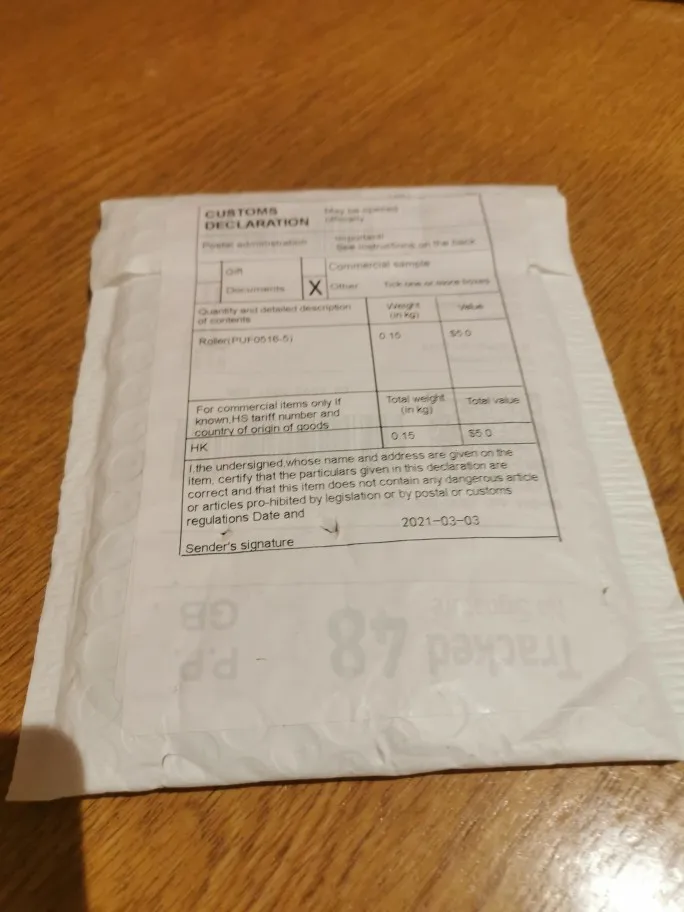 CUSTOMS
DECLARATION
May be opened
officially
Postal administration
Important!
See instructions on the back
Gift
Commercial sample
Documents
X
Other
Tick one or more boxes
Quantity and detailed description
of contents
Weight
(in kg)
Value
Roller(PUF0516-5)
0.15
$5.0
For commercial items only If
known,HS tariff number and
country of origin of goods
Total weight
(in kg)
Total value
HK
0.15
$5.0
I,the undersigned,whose name and address are given on the
item, certify that the particulars given in this declaration are
correct and that this item does not contain any dangerous article
or articles pro-hibited by legislation or by postal or customs
regulations Date and
2021-03-03
Sender's signature
No Signature
GB
Tracked 48
P.P.